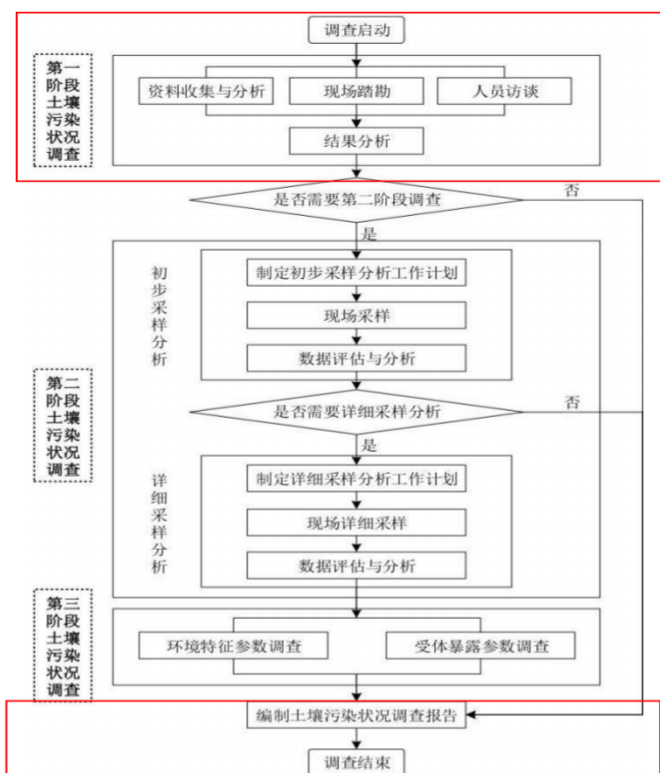 调查启动
第一
阶段
土壤
污染
状况
调查
资料收集与分析
现场踏勘
人员访谈
结果分析
是否需要第二阶段调查
否
是
初
步
采
样
分
析
制定初步采样分析工作计划
现场采样
数据评估与分析
第二
阶段
土壤
污染
状况
调查
是否需要详细采样分析
否
是
详
细
采
样
分
析
制定详细采样分析工作计划
现场详细采样
数据评估与分析
第三
阶段
土壤
污染
状况
调查
环境特征参数调查
受体暴露参数调查
编制土壤污染状况调查报告
调查结束